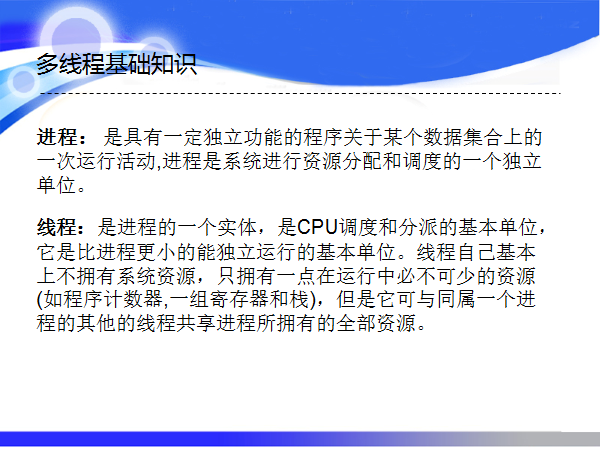 多线程基础知识
进程： 是具有一定独立功能的程序关于某个数据集合上的
一次运行活动,进程是系统进行资源分配和调度的一个独立
单位。
线程：是进程的一个实体，是CPU调度和分派的基本单位，
它是比进程更小的能独立运行的基本单位。线程自己基本
上不拥有系统资源，只拥有一点在运行中必不可少的资源
(如程序计数器,一组寄存器和栈)，但是它可与同属一个进
程的其他的线程共享进程所拥有的全部资源。